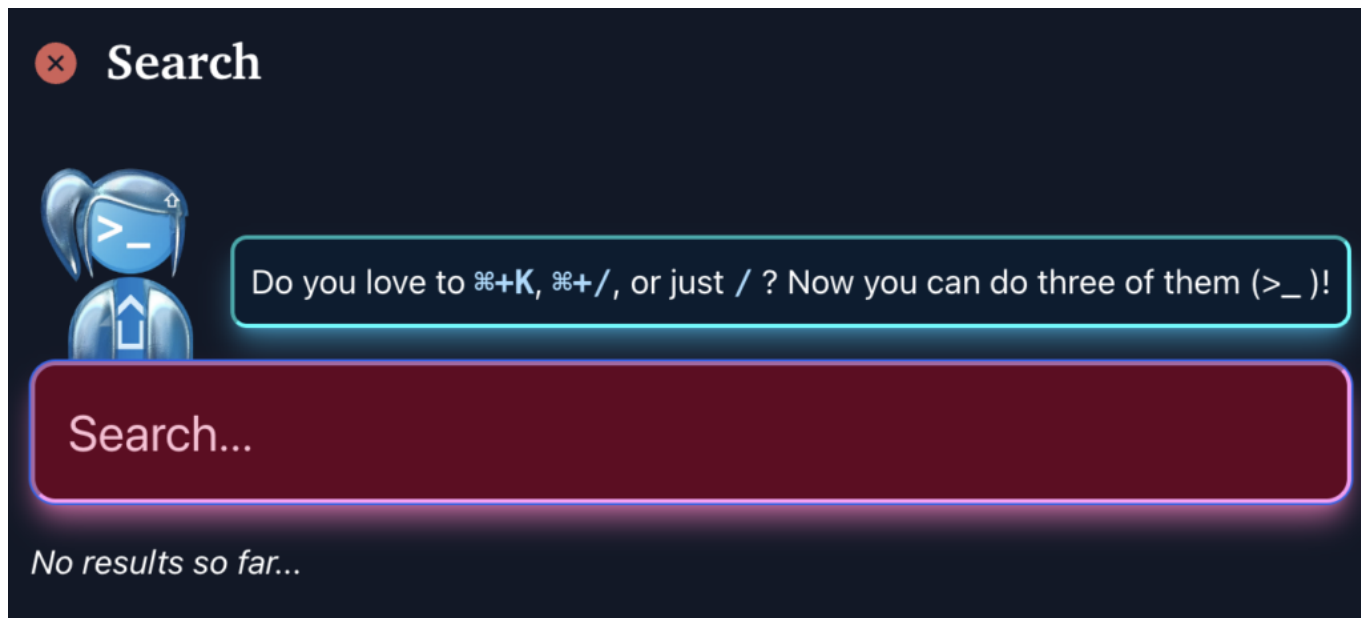 Search
>_
Do you love to ⌘+K, ⌘+/, or just / ? Now you can do three of them (>_ )!
Search...
No results so far...